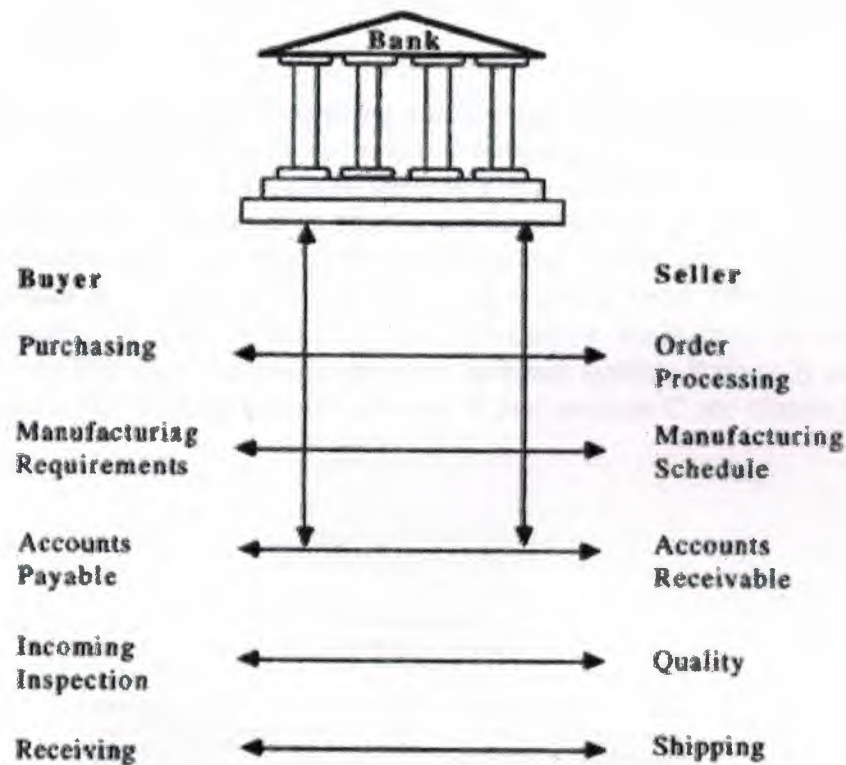 Bank
Buyer
Seller
Purchasing
Order
Processing
Manufacturing
Requirements
Manufacturing
Schedule
Accounts
Payable
Accounts
Receivable
Incoming
Inspection
Quality
Receiving
Shipping